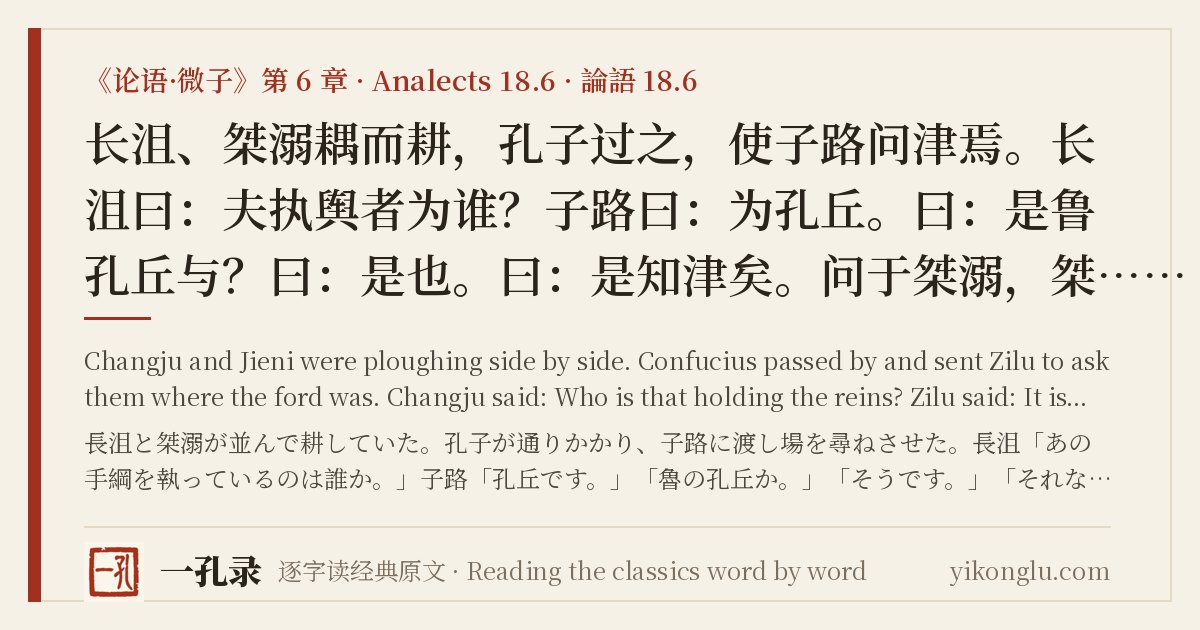 《论语·微子》第 6 章 · Analects 18.6 · 論語 18.6
长沮、桀溺耦而耕，孔子过之，使子路问津焉。长
沮曰：夫执舆者为谁？子路曰：为孔丘。曰：是鲁
孔丘与？曰：是也。曰：是知津矣。问于桀溺，桀……
Changju and Jieni were ploughing side by side. Confucius passed by and sent Zilu to ask
them where the ford was. Changju said: Who is that holding the reins? Zilu said: It is...
長沮と桀溺が並んで耕していた。孔子が通りかかり、子路に渡し場を尋ねさせた。長沮「あの
手綱を執っているのは誰か。」子路「孔丘です。」「魯の孔丘か。」「そうです。」「それな…
一孔
一孔录 逐字读经典原文 · Reading the classics word by word yikonglu.com